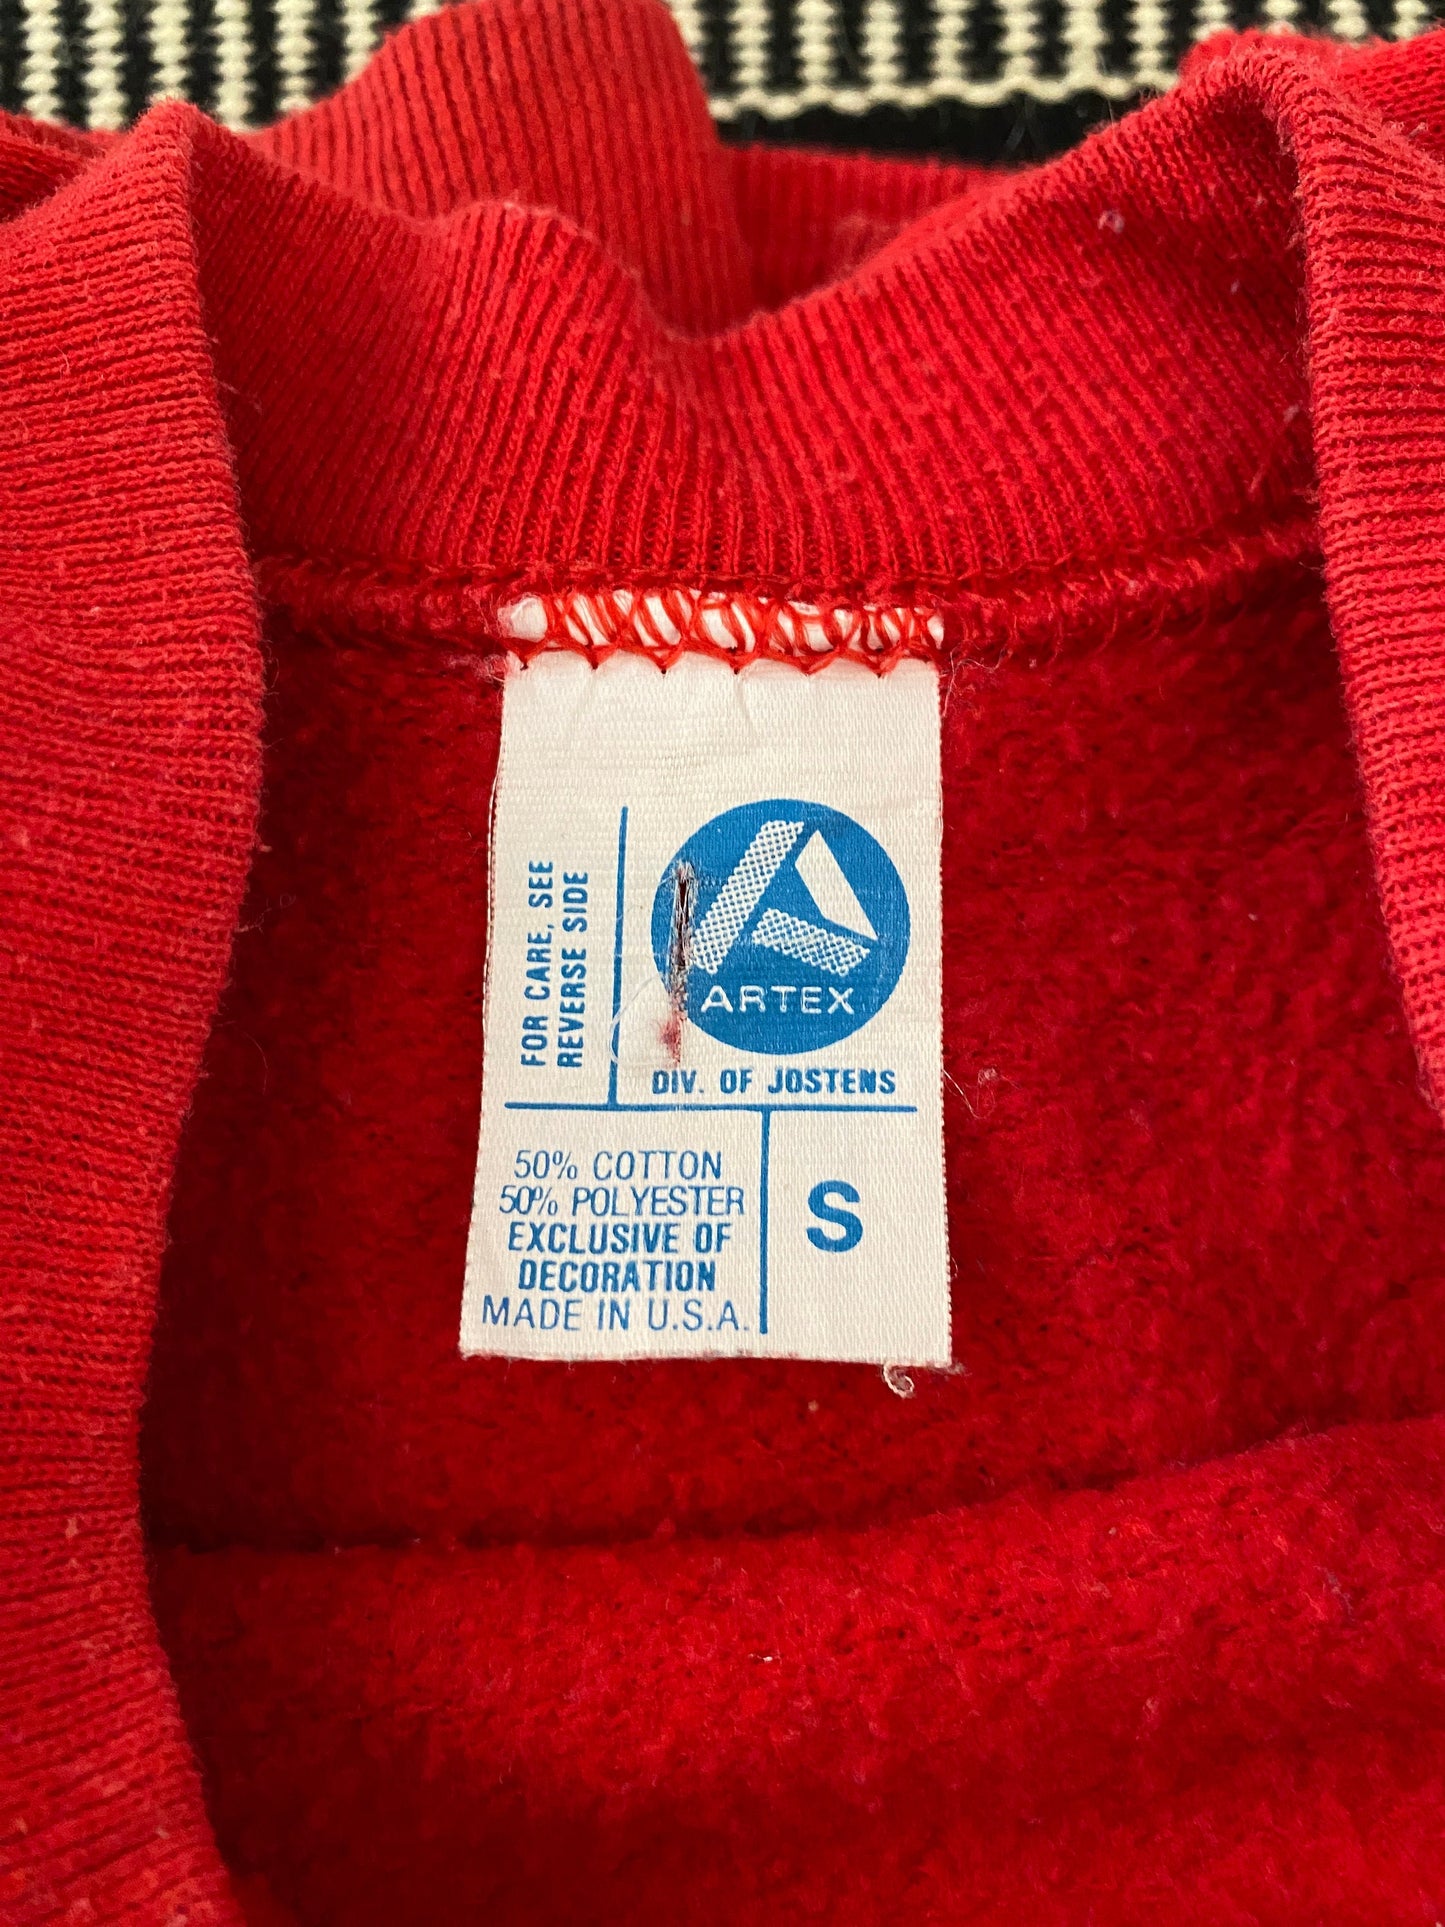 FOR CARE, SEE
REVERSE SIDE
ARTEX
DIV. OF JOSTENS
50% COTTON
50% POLYESTER
EXCLUSIVE OF
DECORATION
MADE IN U.S.A.
S